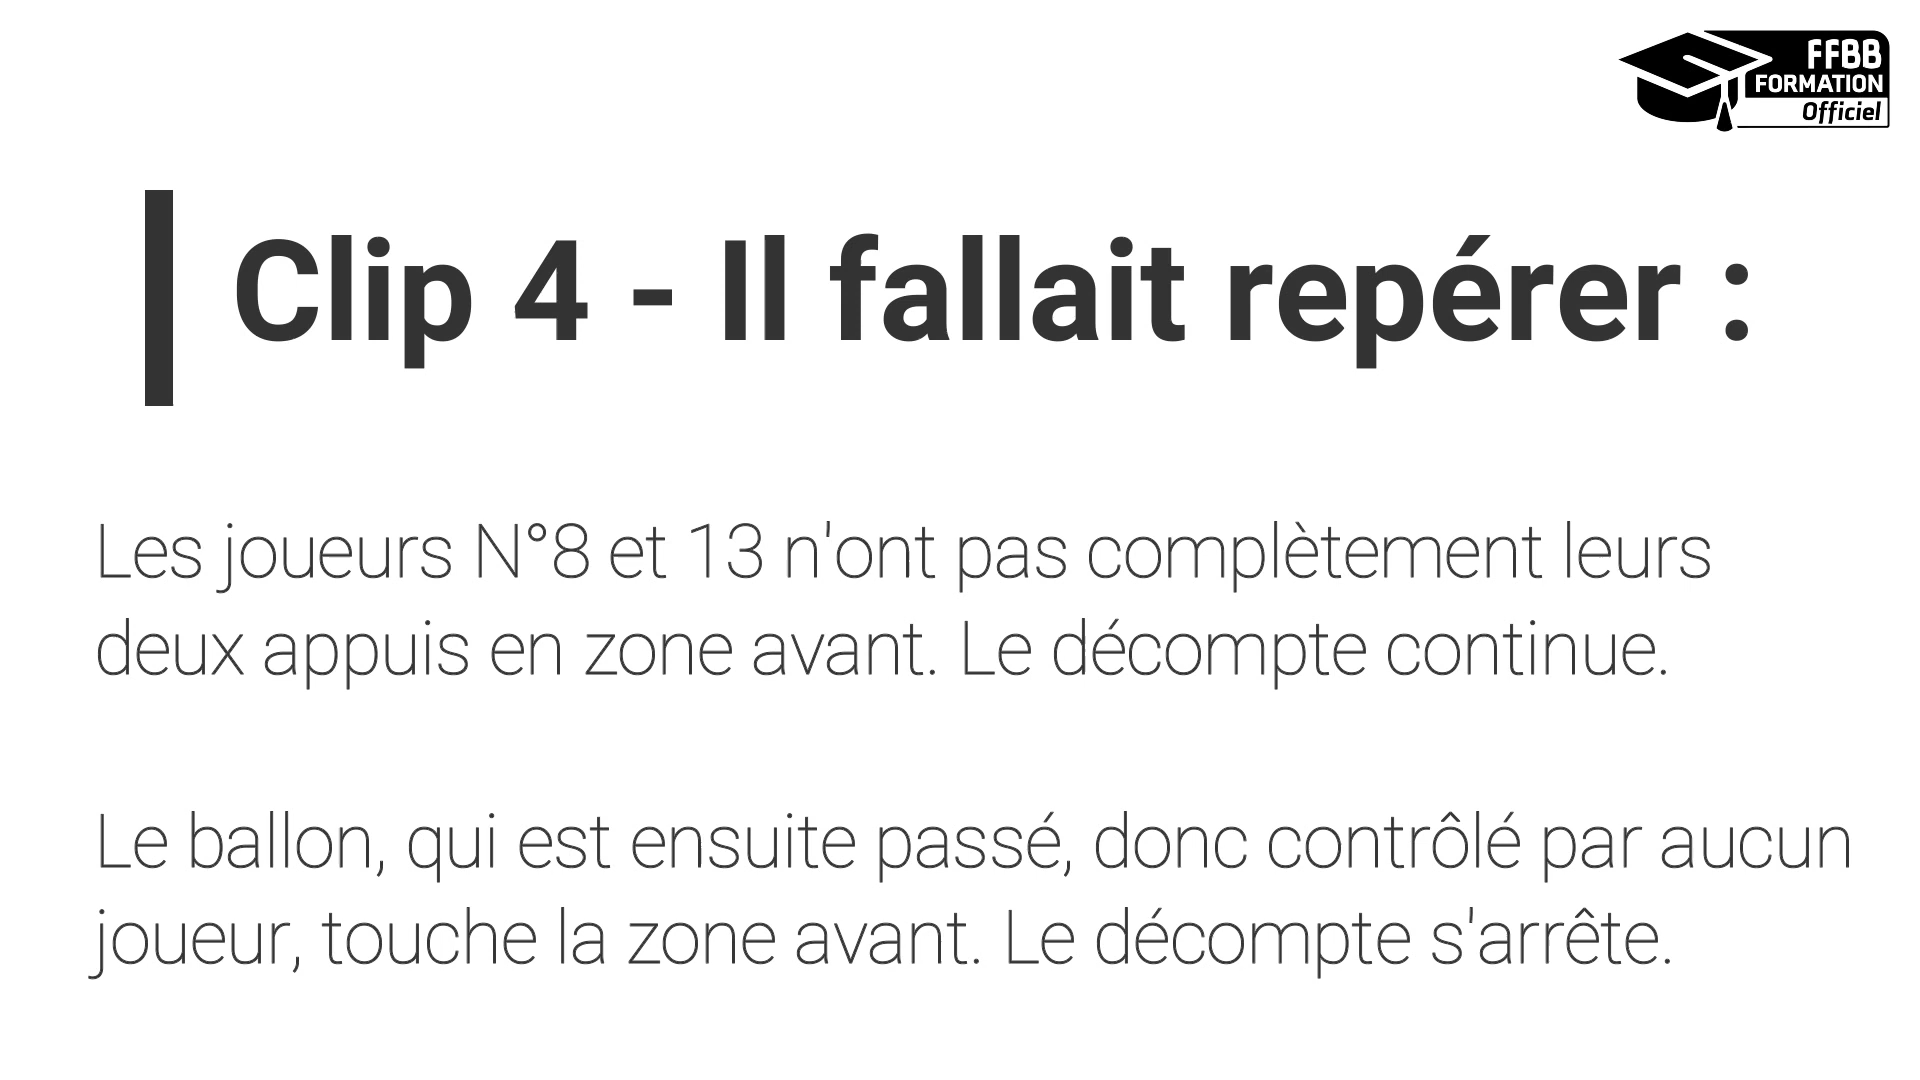 FFBB
FORMATION
Officiel
Clip 4 - Il fallait repérer :
Les joueurs N°8 et 13 n'ont pas complètement leurs
deux appuis en zone avant. Le décompte continue.
Le ballon, qui est ensuite passé, donc contrôlé par aucun
joueur, touche la zone avant. Le décompte s'arrête.